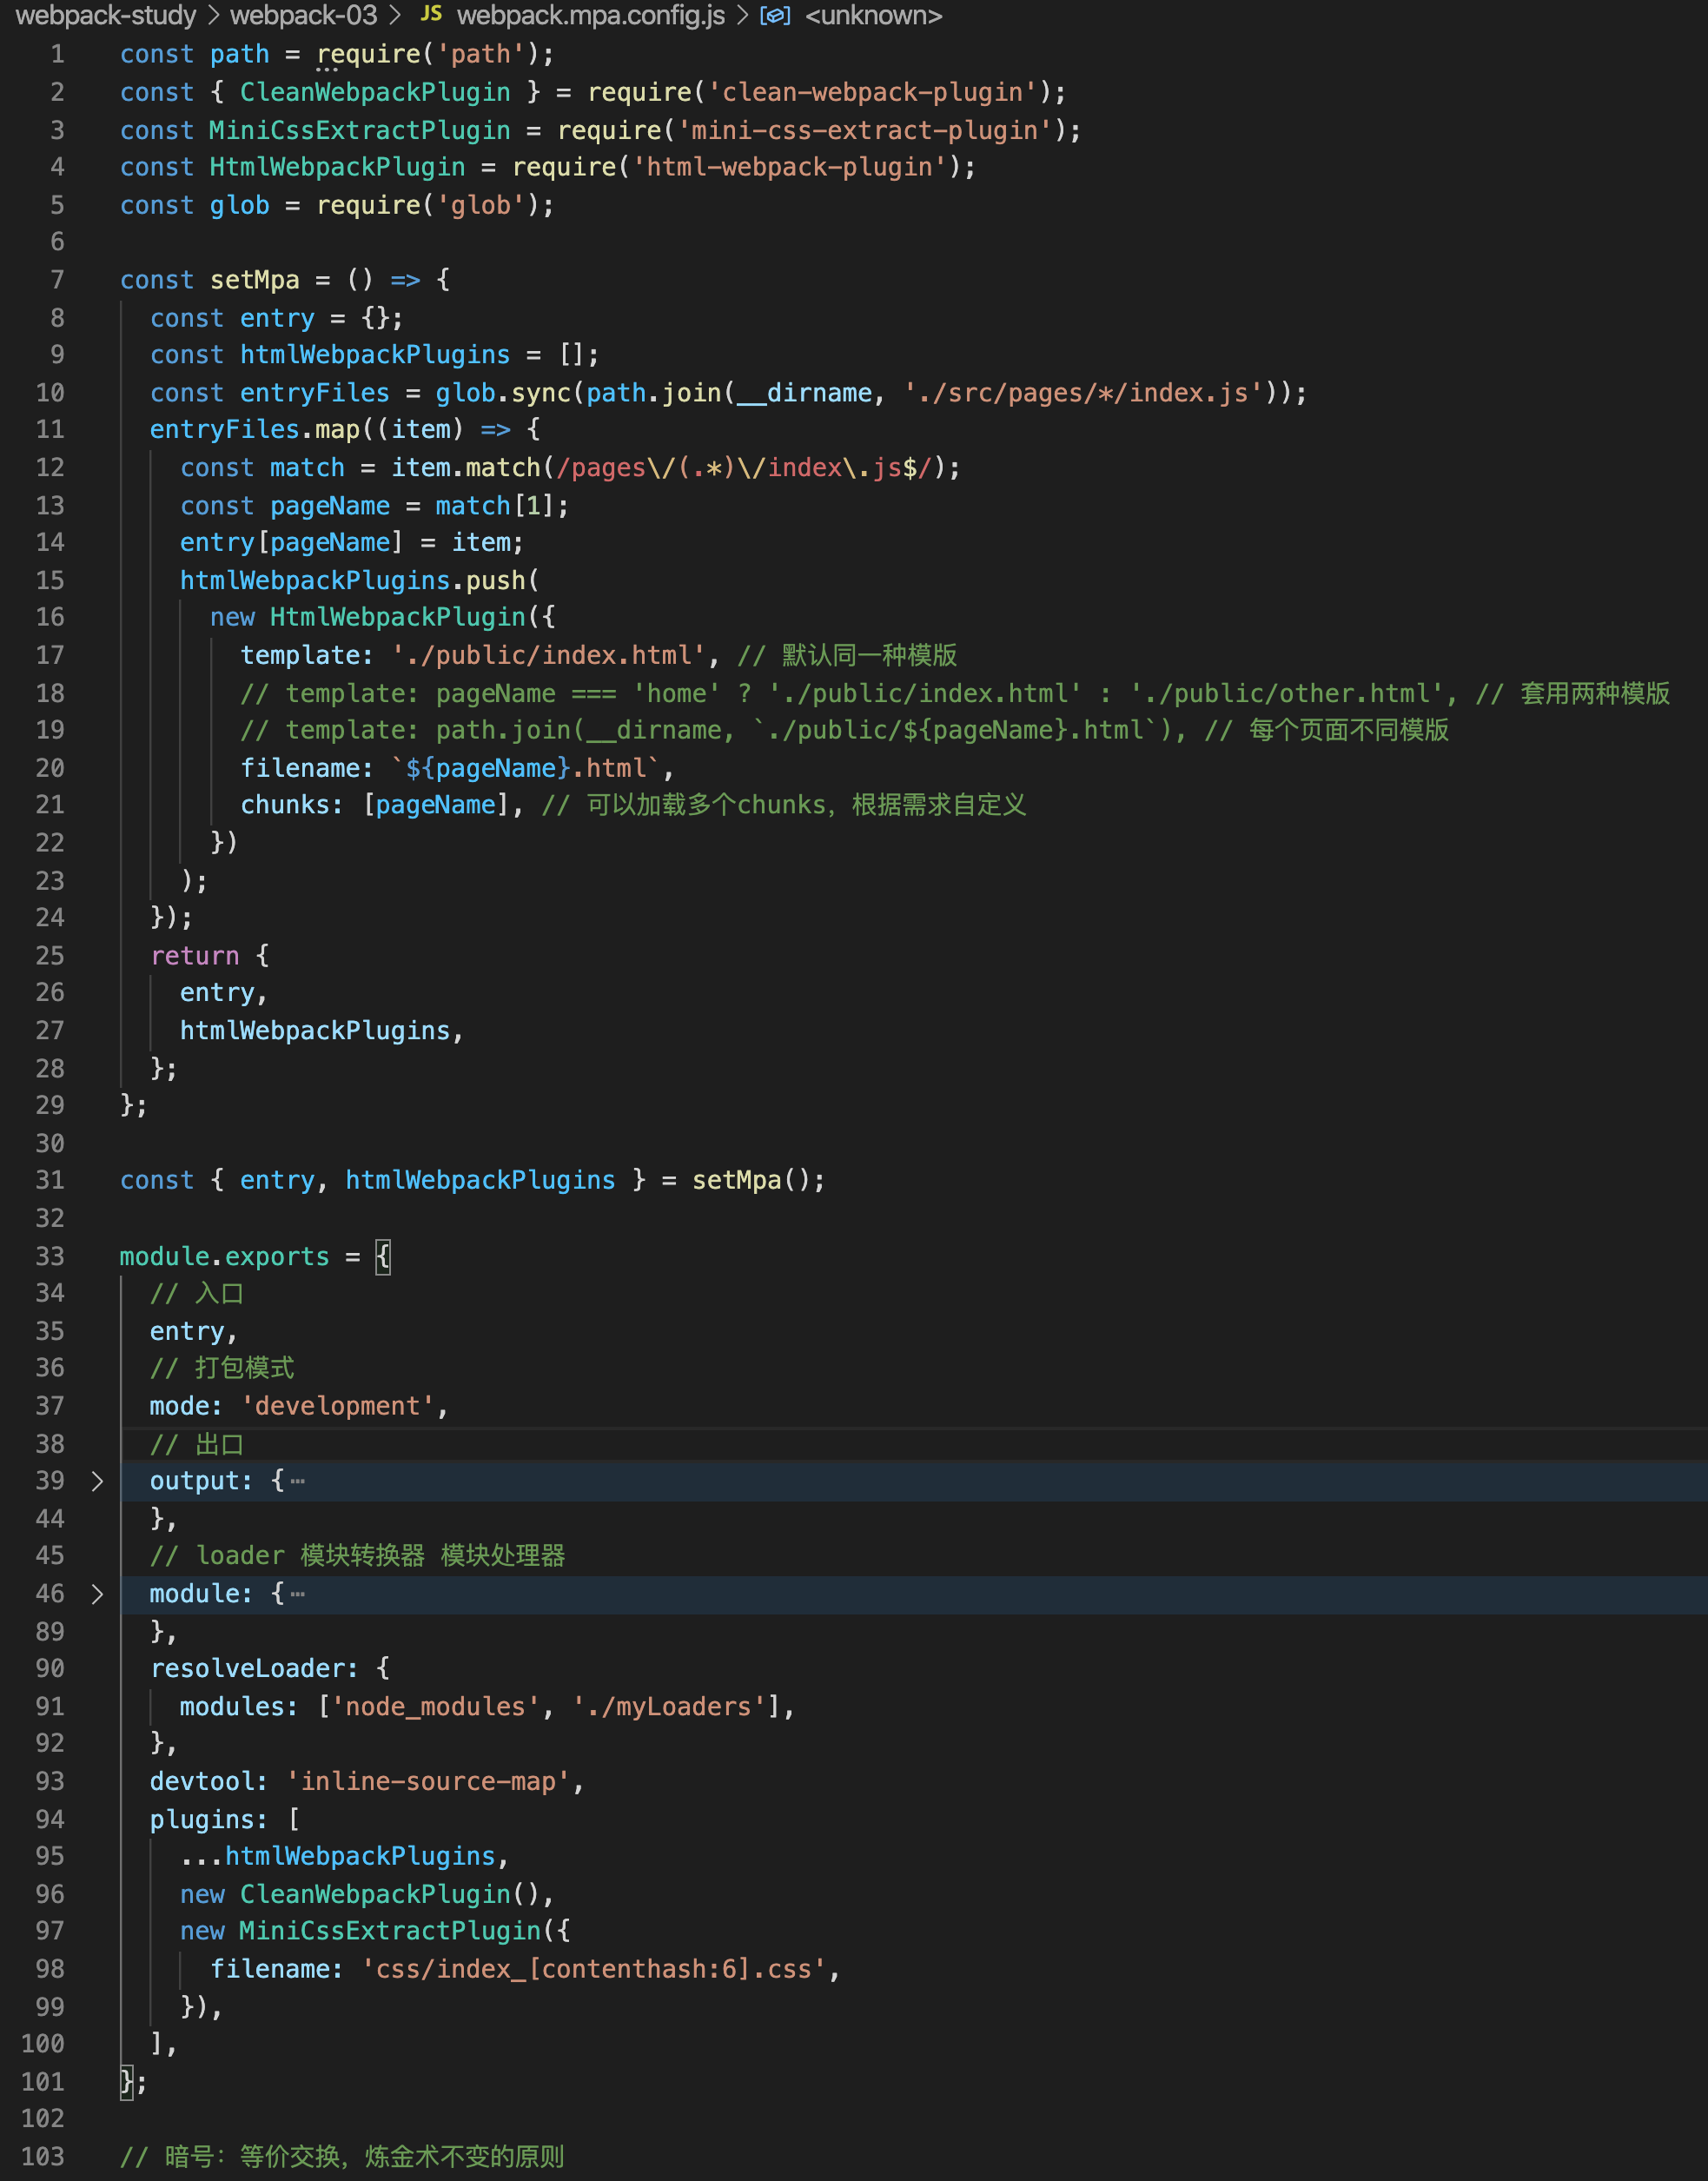 webpack-study > webpack-03 > JS webpack.mpa.config.js > <unknown>
1 const path = require('path');
2 const { CleanWebpackPlugin } = require('clean-webpack-plugin');
3 const MiniCssExtractPlugin = require('mini-css-extract-plugin');
4 const HtmlWebpackPlugin = require('html-webpack-plugin');
5 const glob = require('glob');
6
7 const setMpa = () => {
8   const entry = {};
9   const htmlWebpackPlugins = [];
10   const entryFiles = glob.sync(path.join(__dirname, './src/pages/*/index.js'));
11   entryFiles.map((item) => {
12     const match = item.match(/pages\/(.*)\/index\.js$/);
13     const pageName = match[1];
14     entry[pageName] = item;
15     htmlWebpackPlugins.push(
16       new HtmlWebpackPlugin({
17         template: './public/index.html', // 默认同一种模版
18         // template: pageName === 'home' ? './public/index.html' : './public/other.html', // 套用两种模版
19         // template: path.join(__dirname, `./public/${pageName}.html`), // 每个页面不同模版
20         filename: `${pageName}.html`,
21         chunks: [pageName], // 可以加载多个chunks，根据需求自定义
22       })
23     );
24   });
25   return {
26     entry,
27     htmlWebpackPlugins,
28   };
29 };
30
31 const { entry, htmlWebpackPlugins } = setMpa();
32
33 module.exports = {
34   // 入口
35   entry,
36   // 打包模式
37   mode: 'development',
38   // 出口
39 > output: {…
44   },
45   // loader 模块转换器 模块处理器
46 > module: {…
89   },
90   resolveLoader: {
91     modules: ['node_modules', './myLoaders'],
92   },
93   devtool: 'inline-source-map',
94   plugins: [
95     ...htmlWebpackPlugins,
96     new CleanWebpackPlugin(),
97     new MiniCssExtractPlugin({
98       filename: 'css/index_[contenthash:6].css',
99     }),
100   ],
101 };
102
103 // 暗号：等价交换，炼金术不变的原则